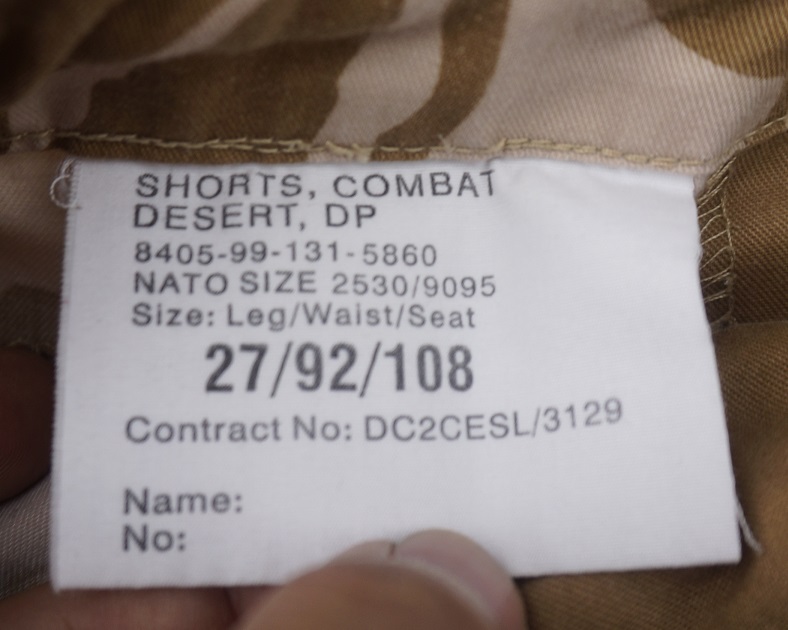 SHORTS, COMBAT
DESERT, DP
8405-99-131-5860
NATO SIZE 2530/9095
Size: Leg/Waist/Seat
27/92/108
Contract No: DC2CESL/3129
Name:
No: